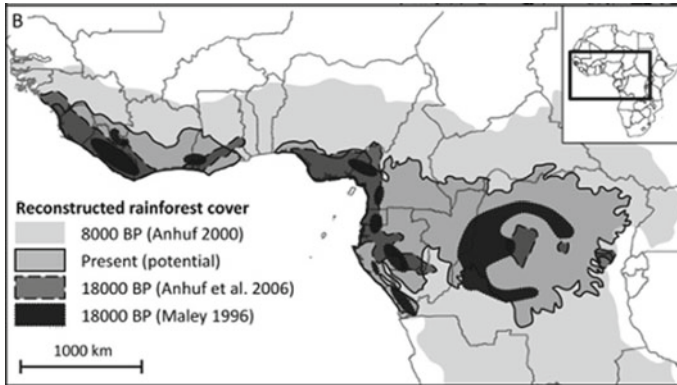 B
Reconstructed rainforest cover
8000 BP (Anhuf 2000)
Present (potential)
18000 BP (Anhuf et al. 2006)
18000 BP (Maley 1996)
1000 km